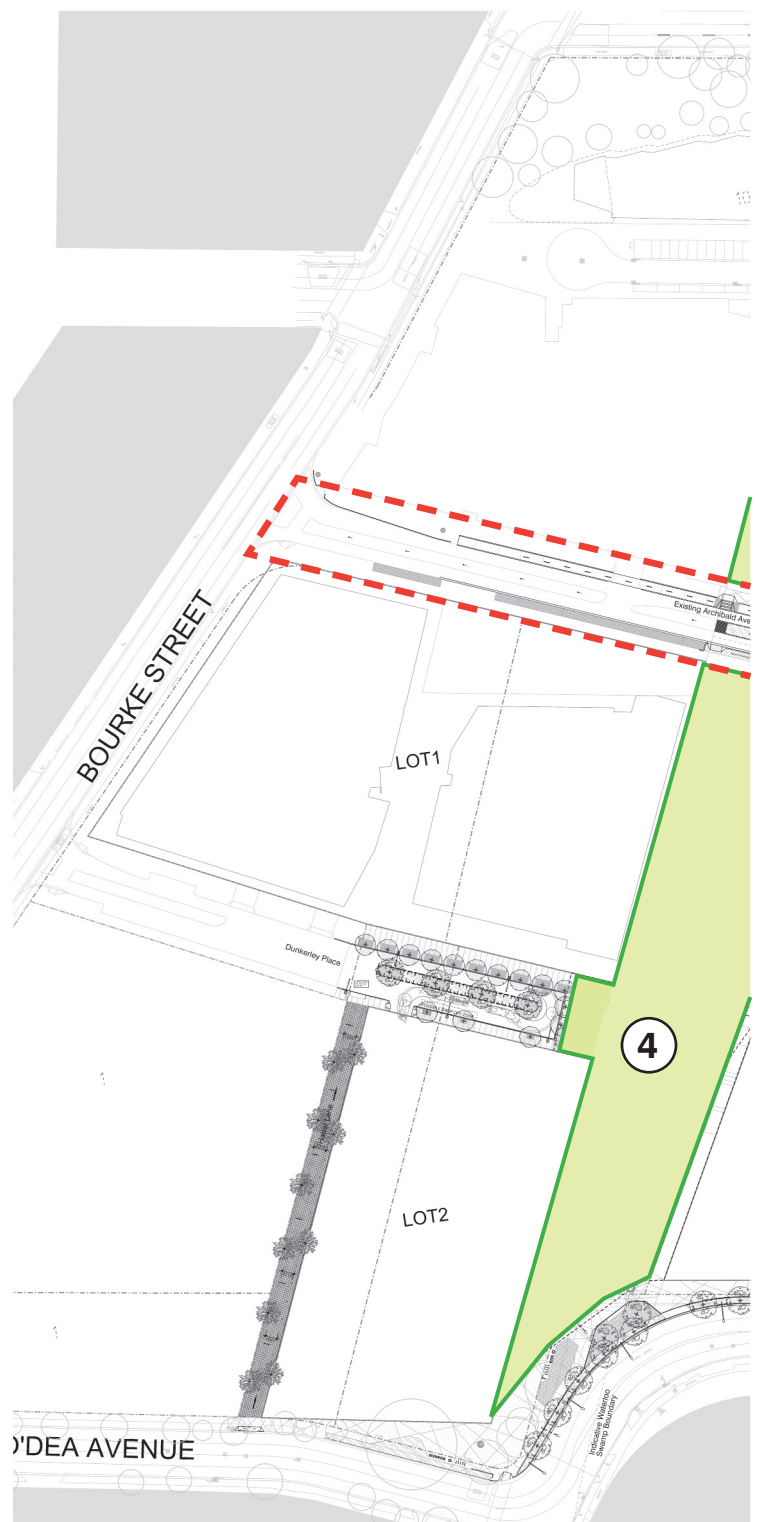 Existing Archibald Ave
BOURKE STREET
LOT1
Dunkerley Place
4
LOT2
Indicative Waterloo
Swamp Boundary
O'DEA AVENUE